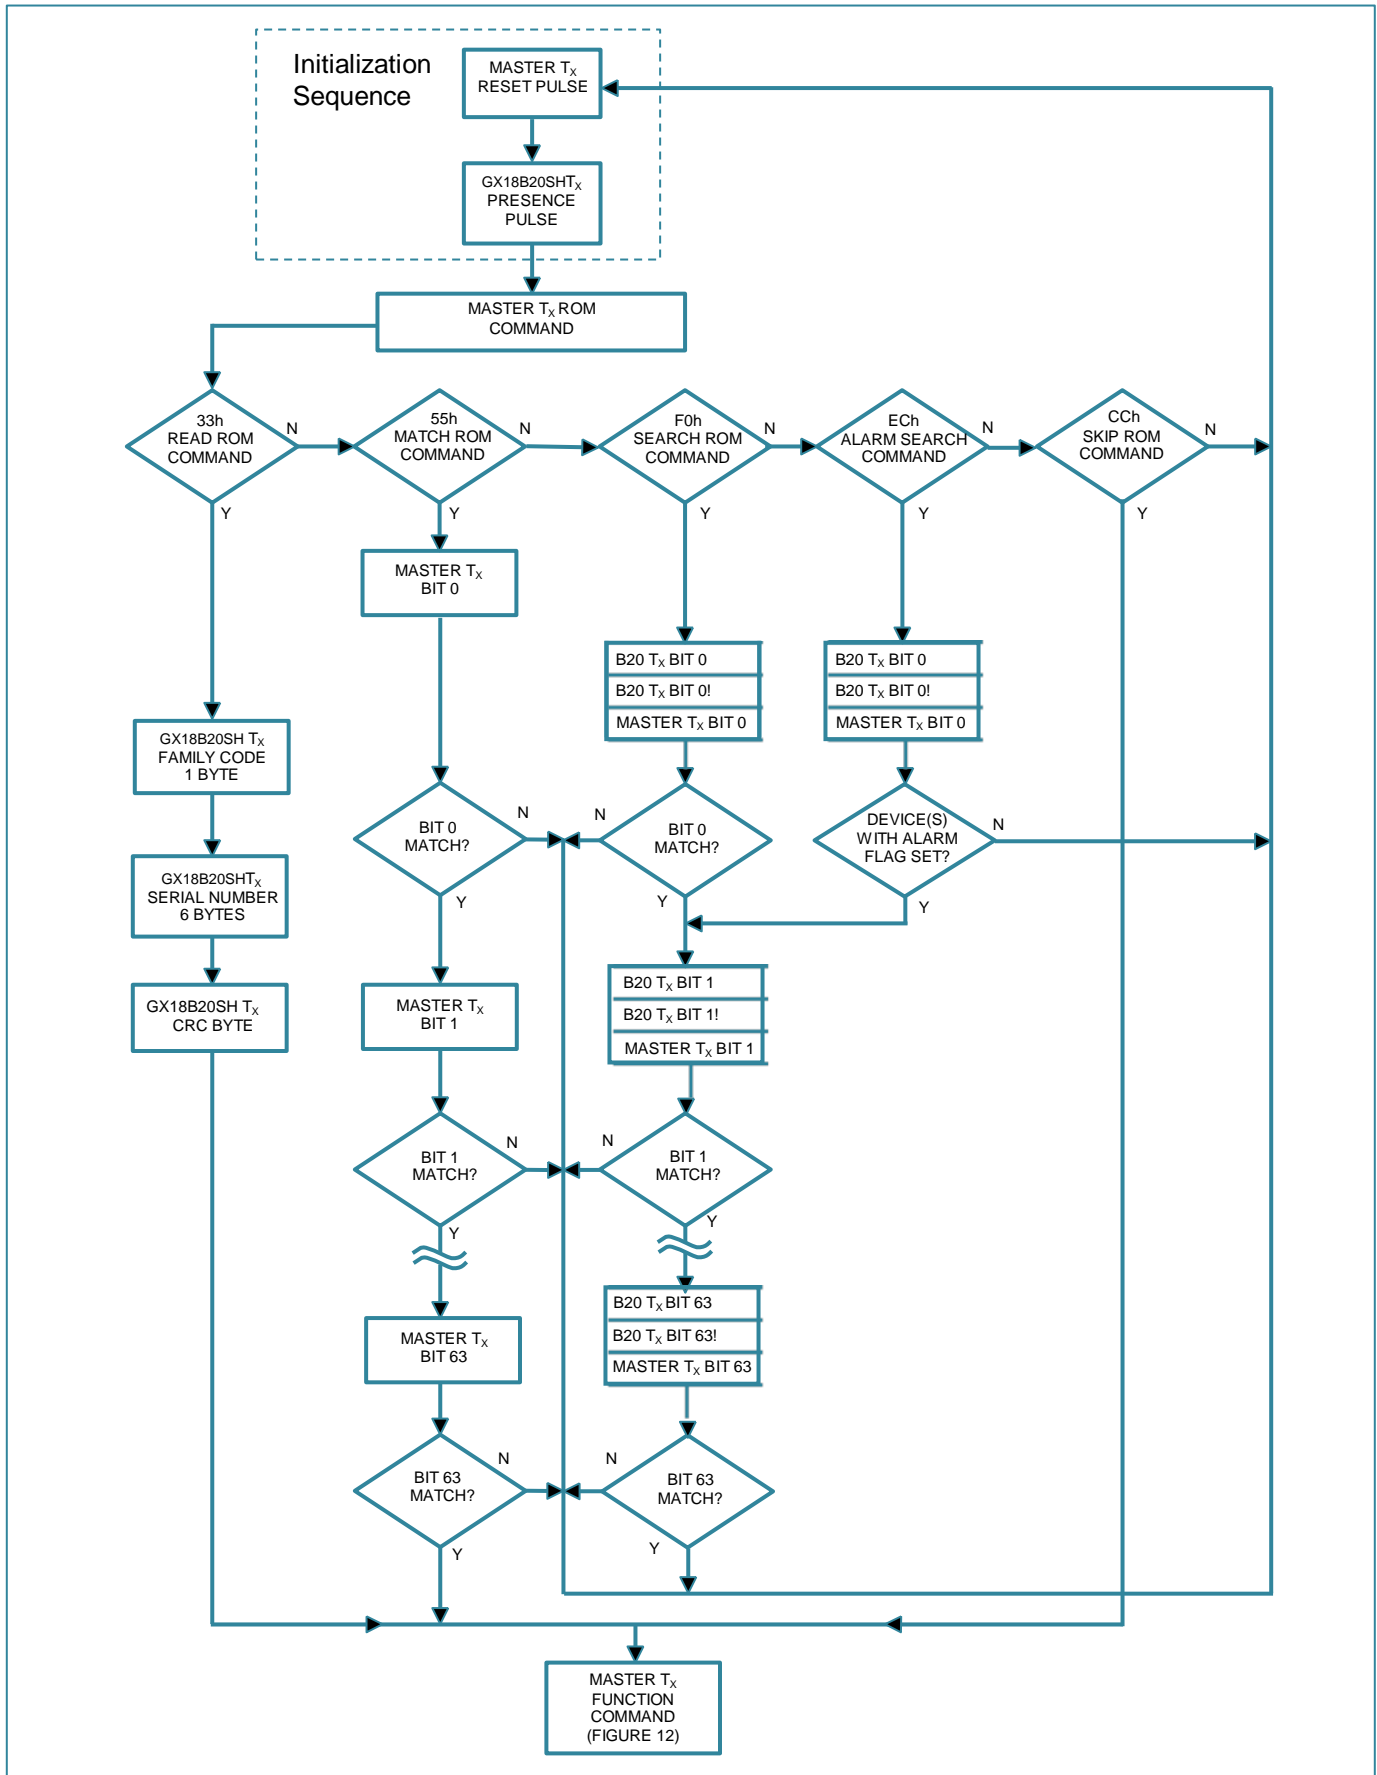 Initialization
Sequence
MASTER TX
RESET PULSE
GX18B20SHTX
PRESENCE
PULSE
MASTER TX ROM
COMMAND
33h
READ ROM
COMMAND
N
Y
55h
MATCH ROM
COMMAND
N
Y
F0h
SEARCH ROM
COMMAND
N
Y
ECh
ALARM SEARCH
COMMAND
N
Y
CCh
SKIP ROM
COMMAND
N
Y
MASTER TX
BIT 0
B20 TX BIT 0
B20 TX BIT 0!
MASTER TX BIT 0
B20 TX BIT 0
B20 TX BIT 0!
MASTER TX BIT 0
GX18B20SH TX
FAMILY CODE
1 BYTE
BIT 0
MATCH?
N
Y
BIT 0
MATCH?
N
Y
DEVICE(S)
WITH ALARM
FLAG SET?
N
Y
GX18B20SHTX
SERIAL NUMBER
6 BYTES
GX18B20SH TX
CRC BYTE
MASTER TX
BIT 1
B20 TX BIT 1
B20 TX BIT 1!
MASTER TX BIT 1
BIT 1
MATCH?
N
Y
BIT 1
MATCH?
N
Y
MASTER TX
BIT 63
B20 TX BIT 63
B20 TX BIT 63!
MASTER TX BIT 63
BIT 63
MATCH?
N
Y
BIT 63
MATCH?
N
Y
MASTER TX
FUNCTION
COMMAND
(FIGURE 12)